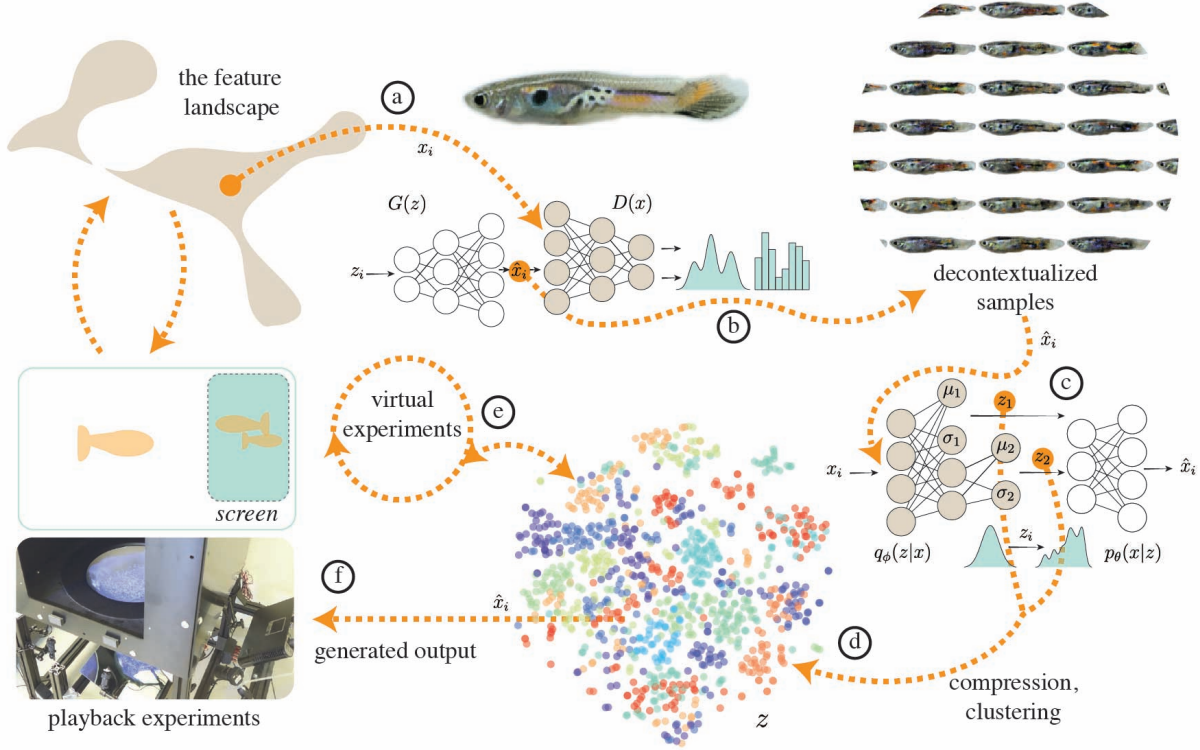 the feature
landscape
a
x_i
G(z)
D(x)
z_i
x̂_i
b
decontextualized
samples
x̂_i
c
μ_1
z_1
σ_1
μ_2
z_2
σ_2
x_i
x̂_i
z_i
q_ϕ(z|x)
p_θ(x|z)
virtual
experiments
e
screen
f
x̂_i
generated output
d
compression,
clustering
z
playback experiments